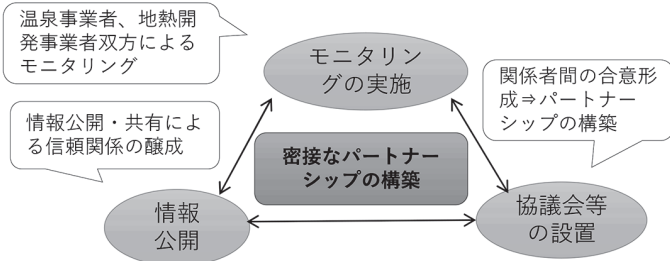 温泉事業者、地熱開
発事業者双方による
モニタリング
モニタリン
グの実施
関係者間の合意形
成⇒パートナー
シップの構築
情報公開・共有によ
る信頼関係の醸成
密接なパートナー
シップの構築
情報
公開
協議会等
の設置